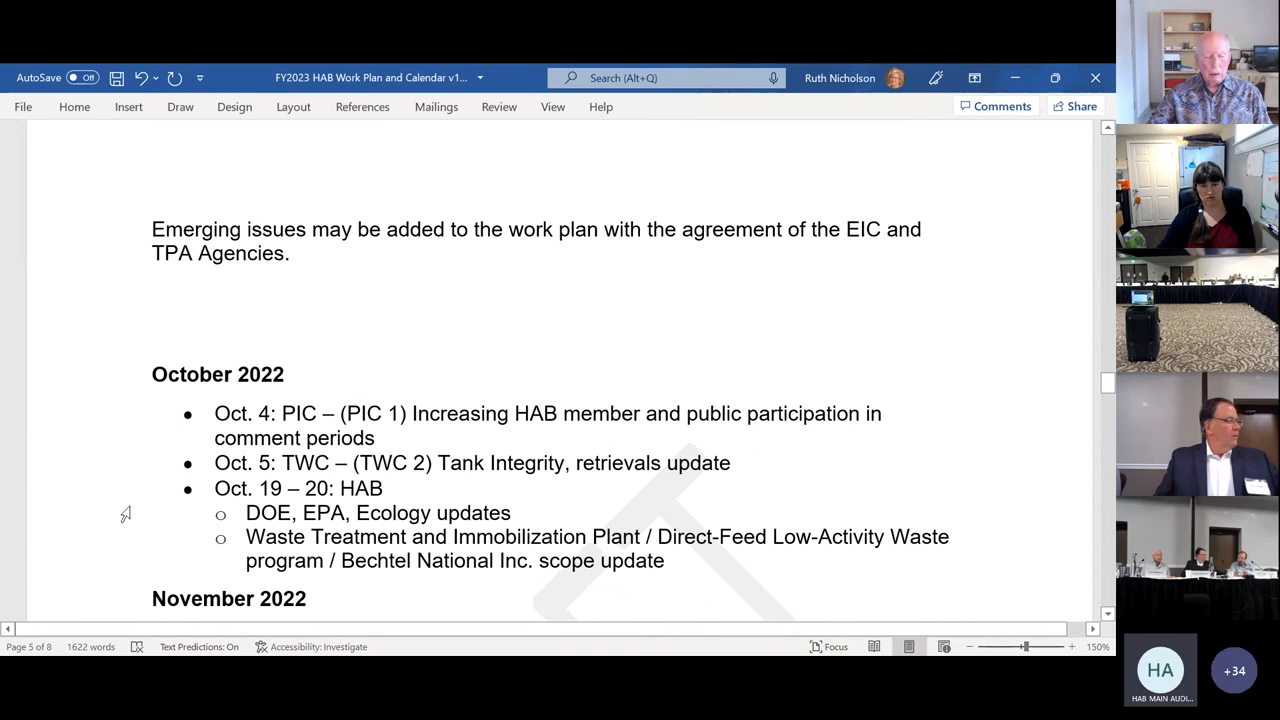 AutoSave Off FY2023 HAB Work Plan and Calendar v1... Search (Alt+Q) Ruth Nicholson
File Home Insert Draw Design Layout References Mailings Review View Help Comments Share
Emerging issues may be added to the work plan with the agreement of the EIC and
TPA Agencies.
October 2022
• Oct. 4: PIC – (PIC 1) Increasing HAB member and public participation in
comment periods
• Oct. 5: TWC – (TWC 2) Tank Integrity, retrievals update
• Oct. 19 – 20: HAB
o DOE, EPA, Ecology updates
o Waste Treatment and Immobilization Plant / Direct-Feed Low-Activity Waste
program / Bechtel National Inc. scope update
November 2022
Page 5 of 8 1622 words Text Predictions: On Accessibility: Investigate Focus 150%
HA
HAB MAIN AUDI...
+34